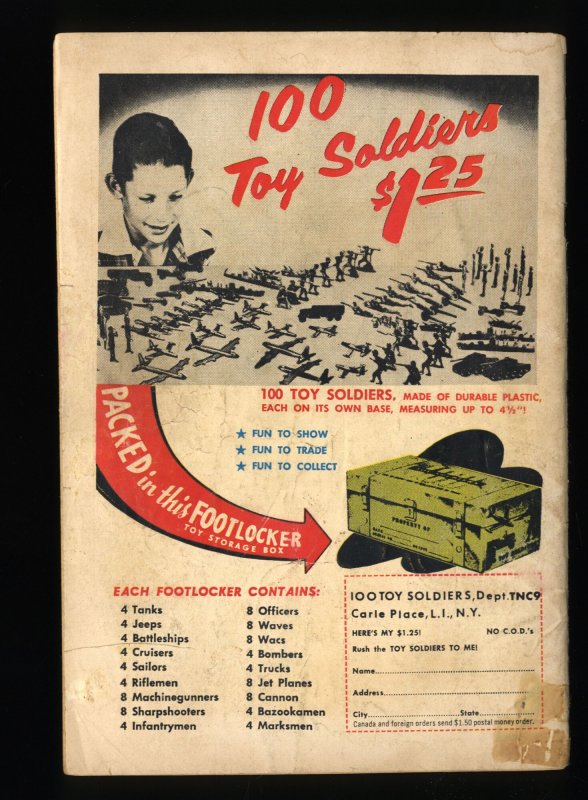 100
Toy Soldiers
$1.25
100 TOY SOLDIERS, MADE OF DURABLE PLASTIC,
EACH ON ITS OWN BASE, MEASURING UP TO 4½"!
★ FUN TO SHOW
★ FUN TO TRADE
★ FUN TO COLLECT
PACKED in this FOOTLOCKER
TOY STORAGE BOX
PROPERTY OF
EACH FOOTLOCKER CONTAINS:
4 Tanks
4 Jeeps
4 Battleships
4 Cruisers
4 Sailors
4 Riflemen
8 Machinegunners
8 Sharpshooters
4 Infantrymen
8 Officers
8 Waves
8 Wacs
4 Bombers
4 Trucks
8 Jet Planes
8 Cannon
4 Bazookamen
4 Marksmen
100 TOY SOLDIERS, Dept. TNC9
Carle Place, L.I., N.Y.
HERE'S MY $1.25! NO C.O.D.'s
Rush the TOY SOLDIERS TO ME!
Name
Address
City State
Canada and foreign orders send $1.50 postal money order.